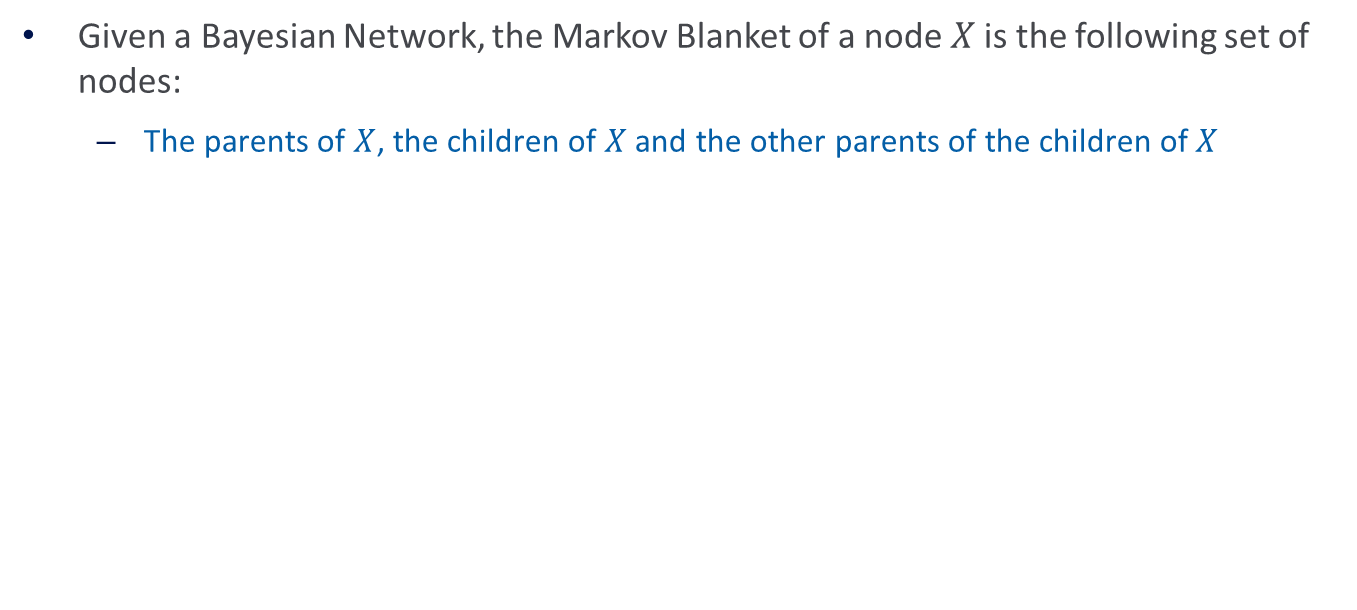 • Given a Bayesian Network, the Markov Blanket of a node X is the following set of
nodes:
– The parents of X, the children of X and the other parents of the children of X